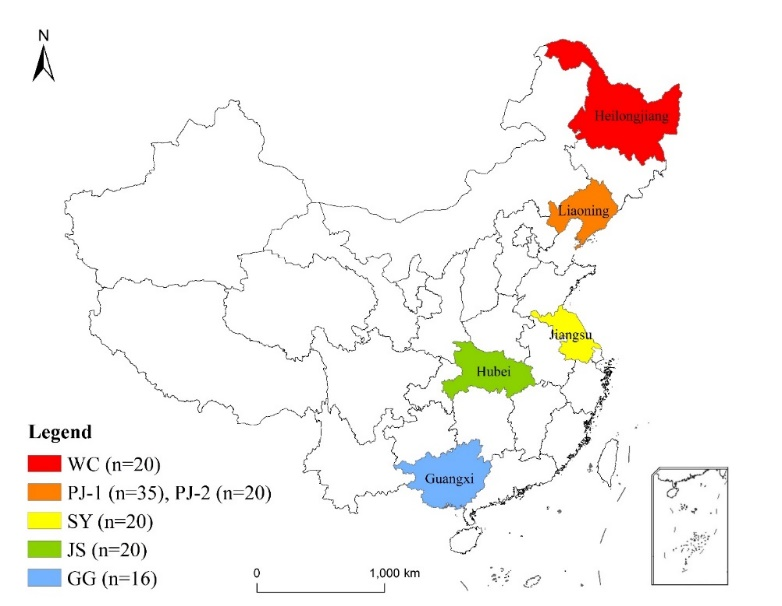 N
Heilongjiang
Liaoning
Jiangsu
Hubei
Guangxi
Legend
WC (n=20)
PJ-1 (n=35), PJ-2 (n=20)
SY (n=20)
JS (n=20)
GG (n=16)
0 1,000 km